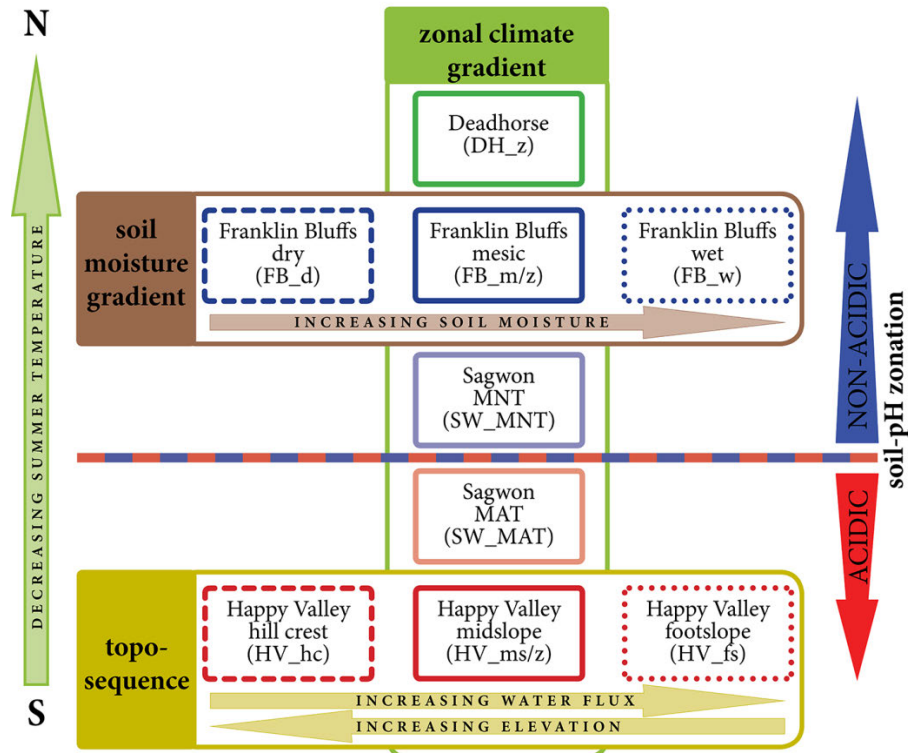 N
zonal climate
gradient
Deadhorse
(DH_z)
soil
moisture
gradient
Franklin Bluffs
dry
(FB_d)
Franklin Bluffs
mesic
(FB_m/z)
Franklin Bluffs
wet
(FB_w)
INCREASING SOIL MOISTURE
Sagwon
MNT
(SW_MNT)
Sagwon
MAT
(SW_MAT)
topo-
sequence
Happy Valley
hill crest
(HV_hc)
Happy Valley
midslope
(HV_ms/z)
Happy Valley
footslope
(HV_fs)
INCREASING WATER FLUX
INCREASING ELEVATION
DECREASING SUMMER TEMPERATURE
S
NON-ACIDIC
ACIDIC
soil-pH zonation